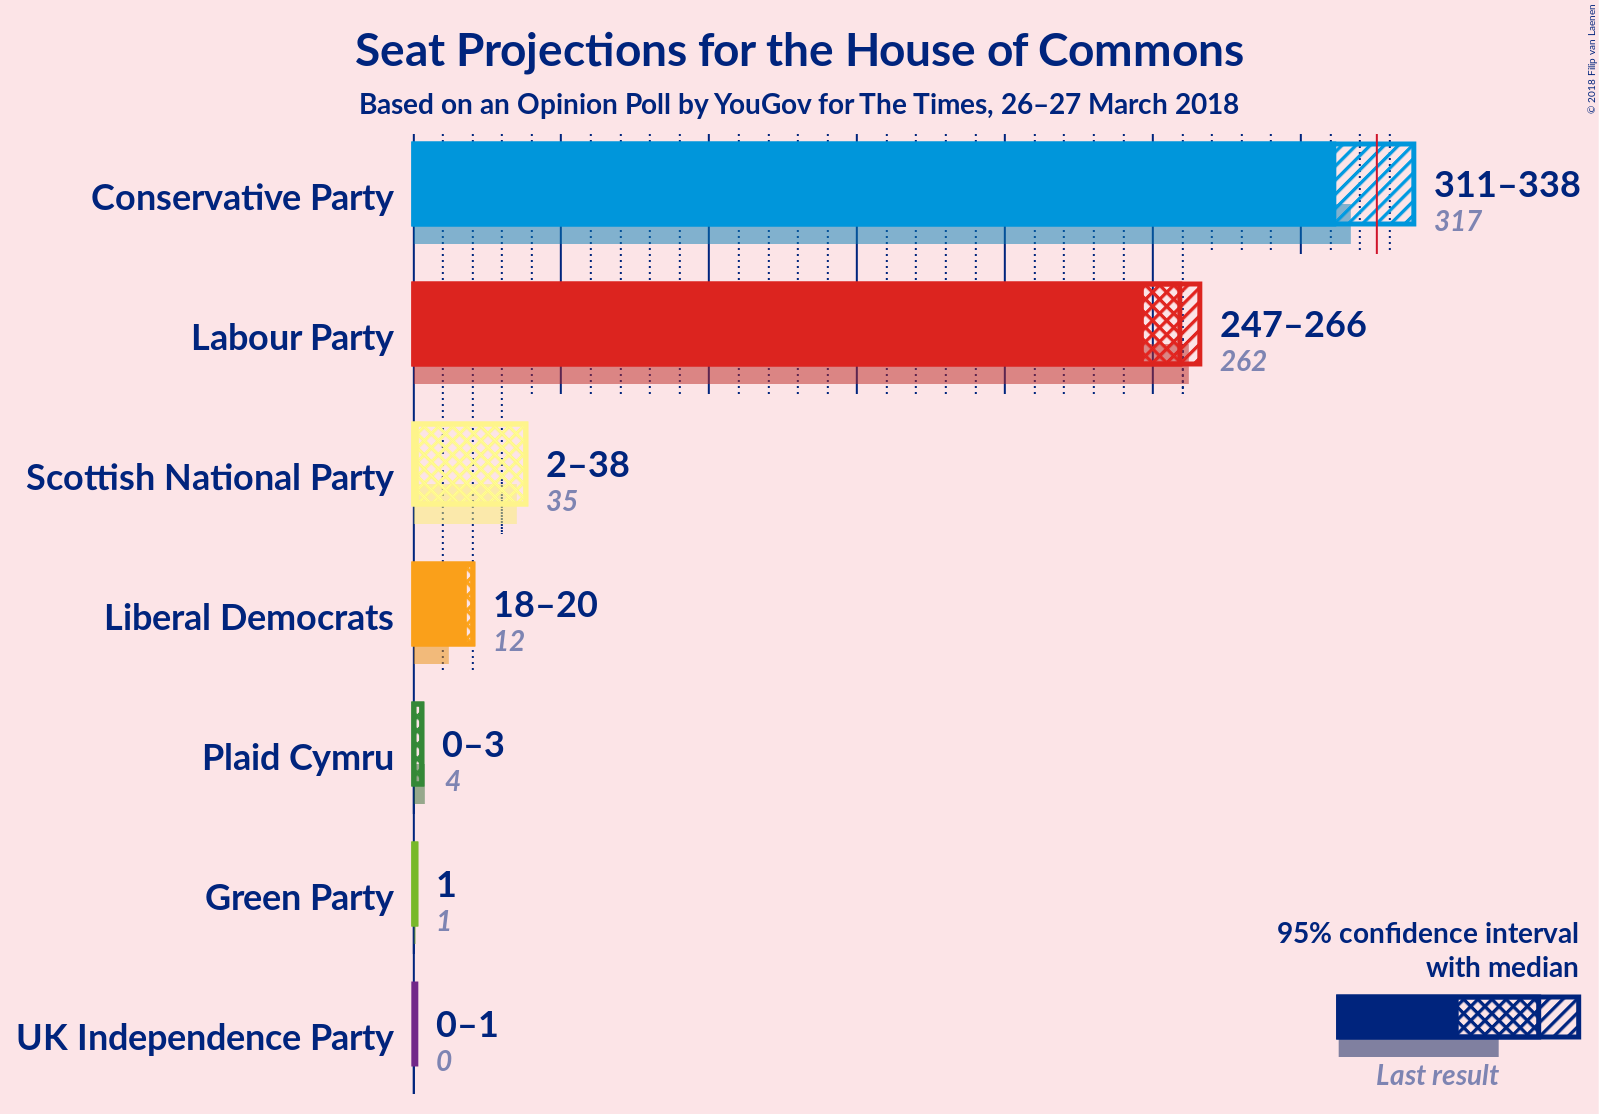 Seat Projections for the House of Commons
Based on an Opinion Poll by YouGov for The Times, 26–27 March 2018
© 2018 Filip van Laenen
Conservative Party
311–338
317
Labour Party
247–266
262
Scottish National Party
2–38
35
Liberal Democrats
18–20
12
Plaid Cymru
0–3
4
Green Party
1
1
UK Independence Party
0–1
0
95% confidence interval
with median
Last result